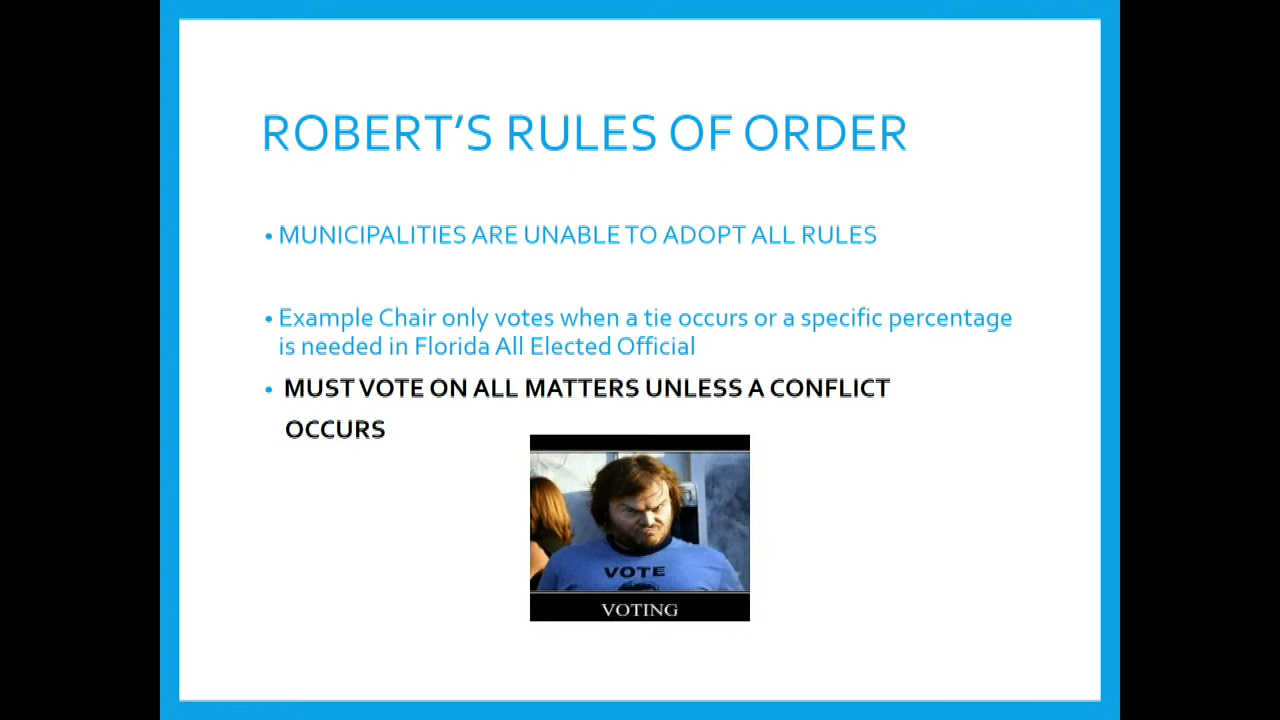 ROBERT’S RULES OF ORDER
• MUNICIPALITIES ARE UNABLE TO ADOPT ALL RULES
• Example Chair only votes when a tie occurs or a specific percentage
is needed in Florida All Elected Official
• MUST VOTE ON ALL MATTERS UNLESS A CONFLICT
OCCURS
VOTE
VOTING